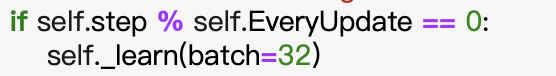 if self.step % self.EveryUpdate == 0:
    self._learn(batch=32)